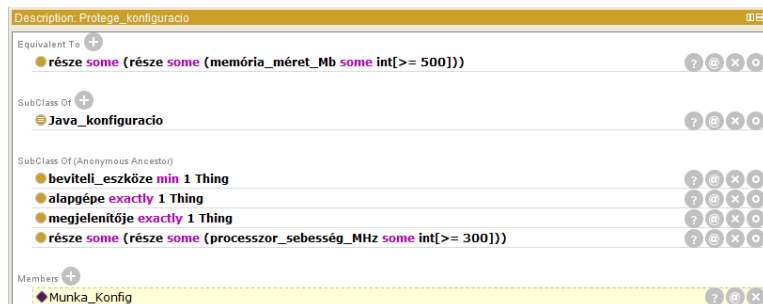 Description: Protege_konfiguracio
Equivalent To
része some (része some (memória_méret_Mb some int[>= 500]))
SubClass Of
Java_konfiguracio
SubClass Of (Anonymous Ancestor)
beviteli_eszköze min 1 Thing
alapgépe exactly 1 Thing
megjelenítője exactly 1 Thing
része some (része some (processzor_sebesség_MHz some int[>= 300]))
Members
Munka_Konfig